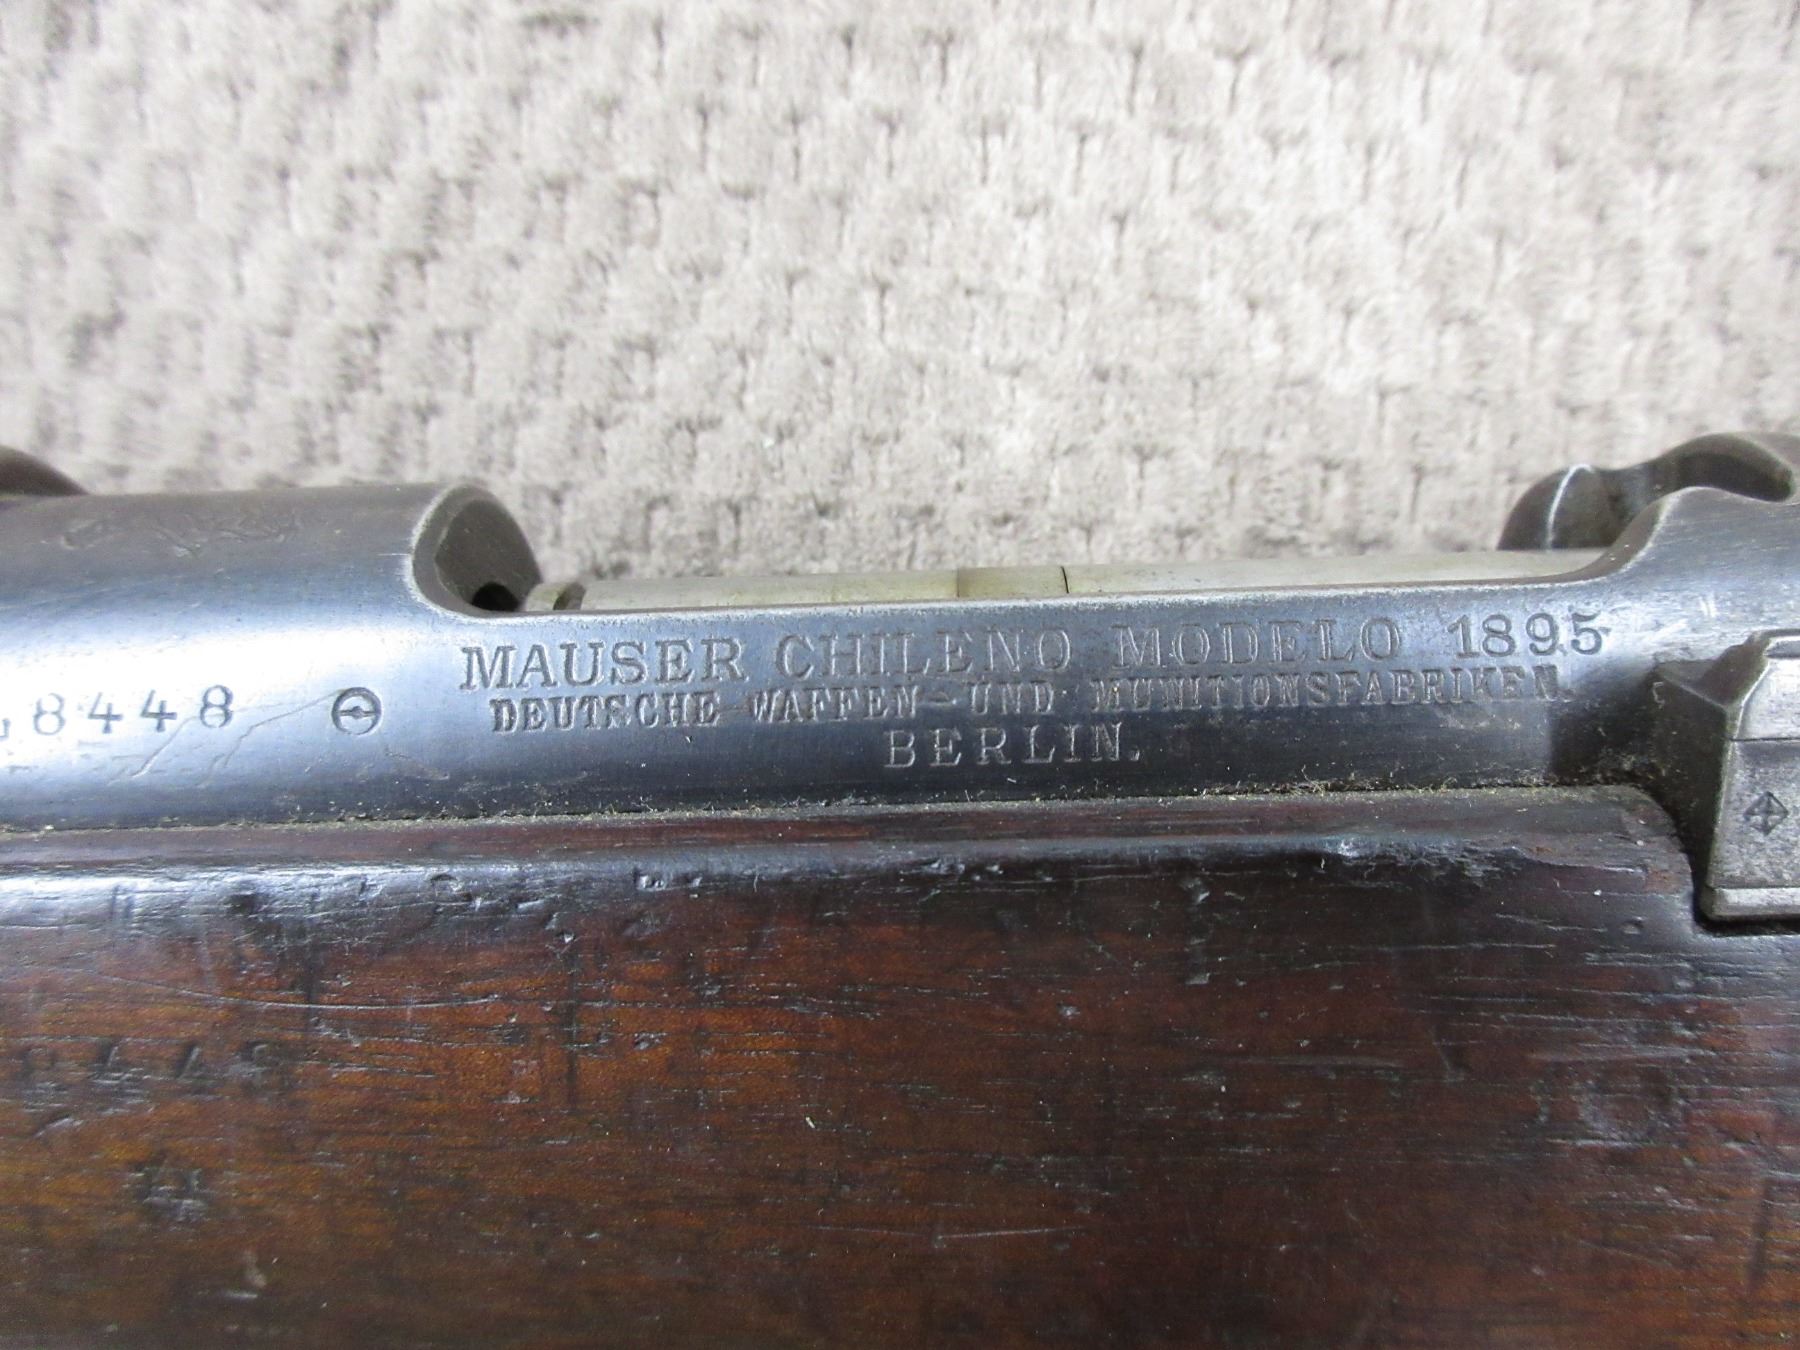 MAUSER CHILENO MODELO 1895
DEUTSCHE WAFFEN-UND MUNITIONSFABRIKEN.
BERLIN.
8448